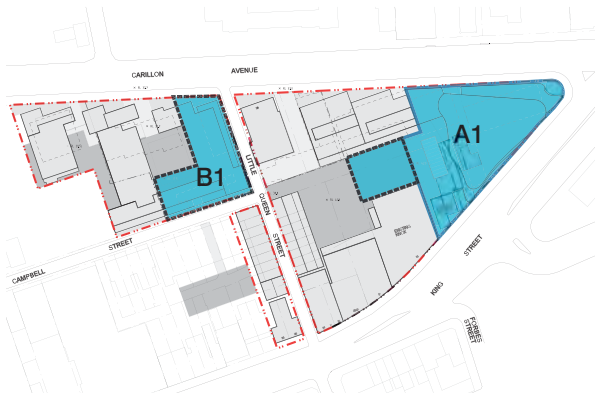 CARILLON AVENUE
A1
B1
LITTLE QUEEN STREET
CAMPBELL STREET
KING STREET
FORBES
STREET